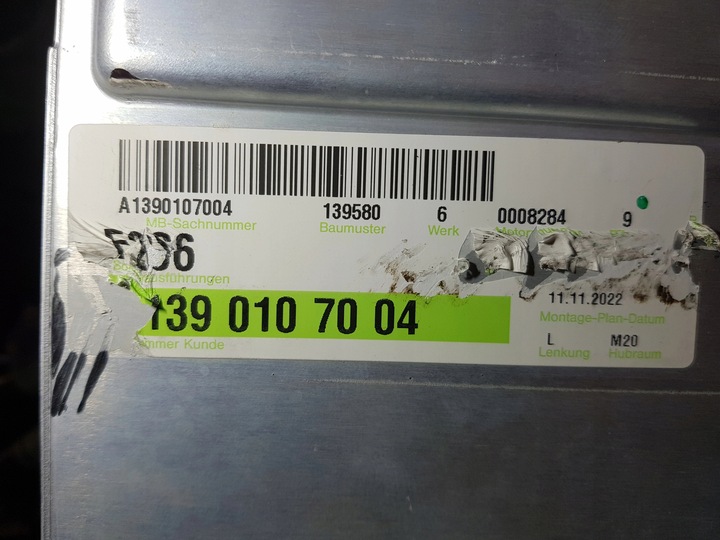 A1390107004 139580 6 0008284 9
MB-Sachnummer Baumuster Werk
11.11.2022
139 010 70 04 Montage-Plan-Datum
Kunde L M20
Lenkung Hubraum